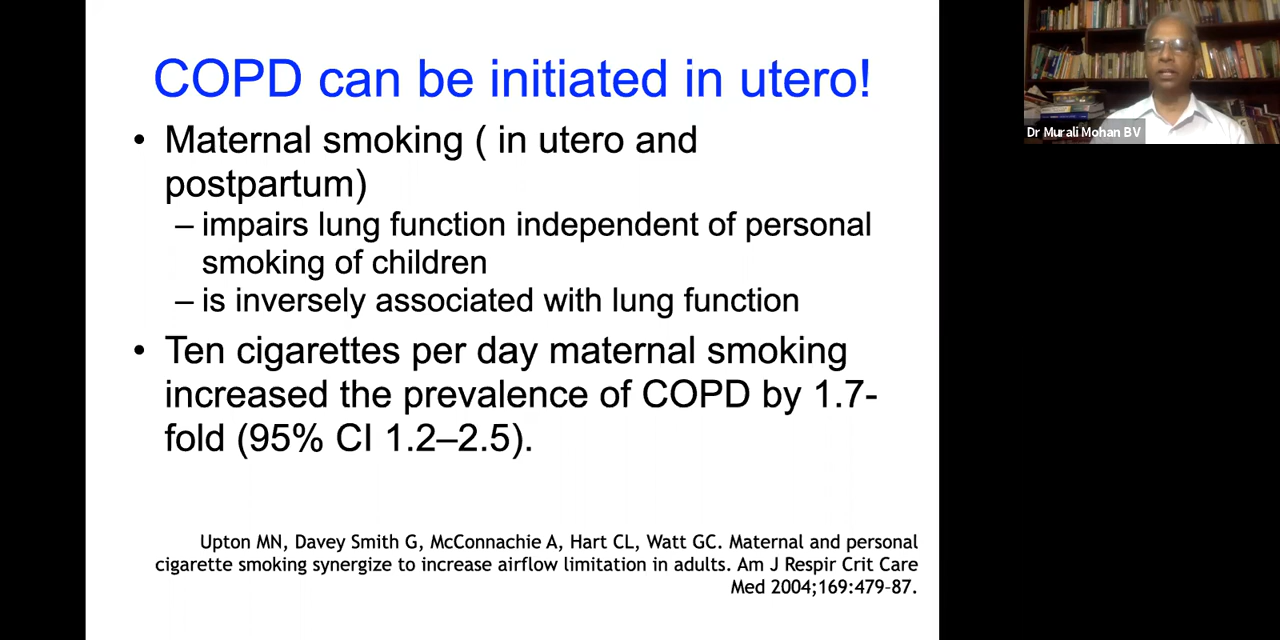 COPD can be initiated in utero!
• Maternal smoking ( in utero and
postpartum)
– impairs lung function independent of personal
smoking of children
– is inversely associated with lung function
• Ten cigarettes per day maternal smoking
increased the prevalence of COPD by 1.7-
fold (95% CI 1.2–2.5).
Upton MN, Davey Smith G, McConnachie A, Hart CL, Watt GC. Maternal and personal
cigarette smoking synergize to increase airflow limitation in adults. Am J Respir Crit Care
Med 2004;169:479–87.
Dr Murali Mohan BV